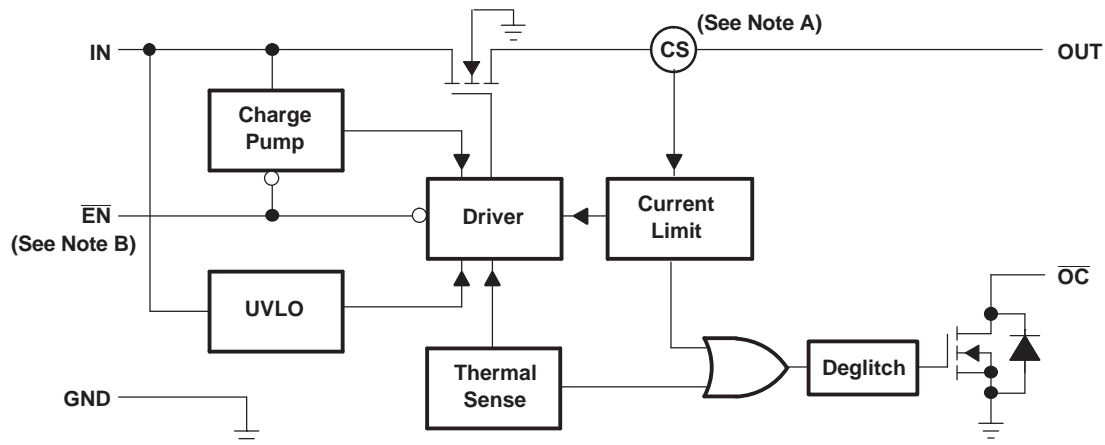 (See Note A)
IN
CS
OUT
Charge
Pump
EN
(See Note B)
Driver
Current
Limit
OC
UVLO
Thermal
Sense
Deglitch
GND